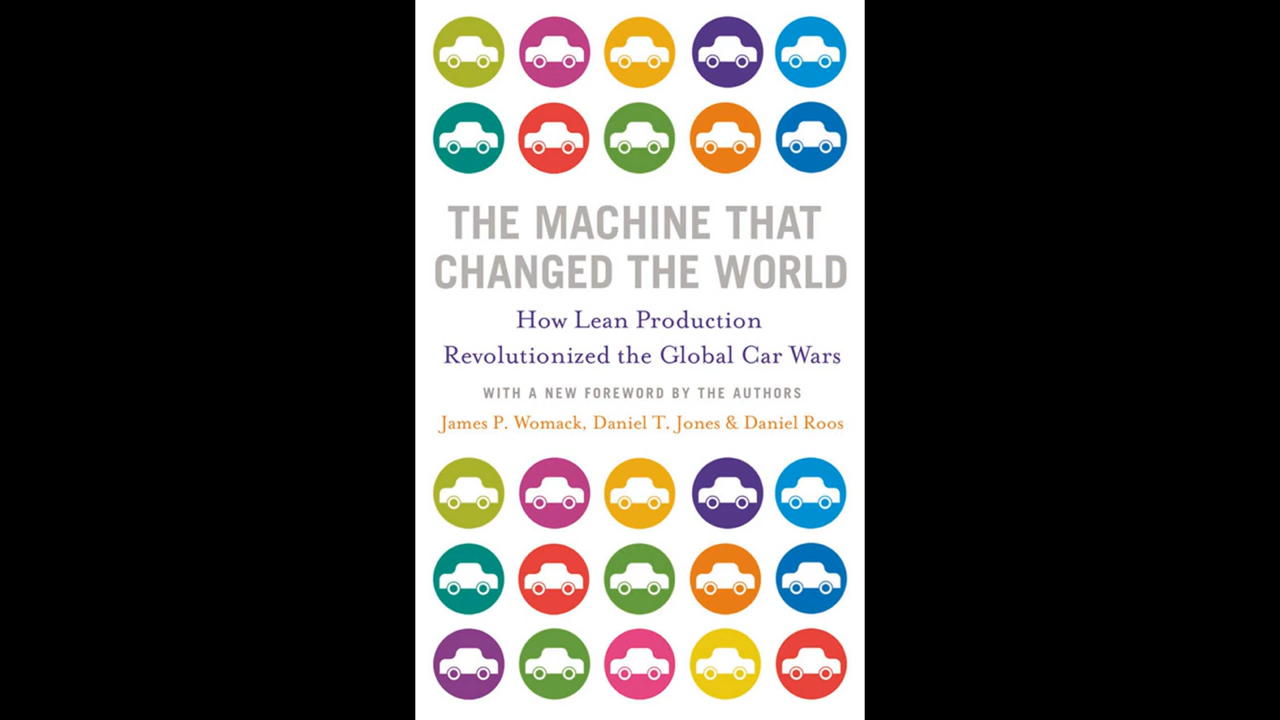 THE MACHINE THAT
CHANGED THE WORLD
How Lean Production
Revolutionized the Global Car Wars
WITH A NEW FOREWORD BY THE AUTHORS
James P. Womack, Daniel T. Jones & Daniel Roos